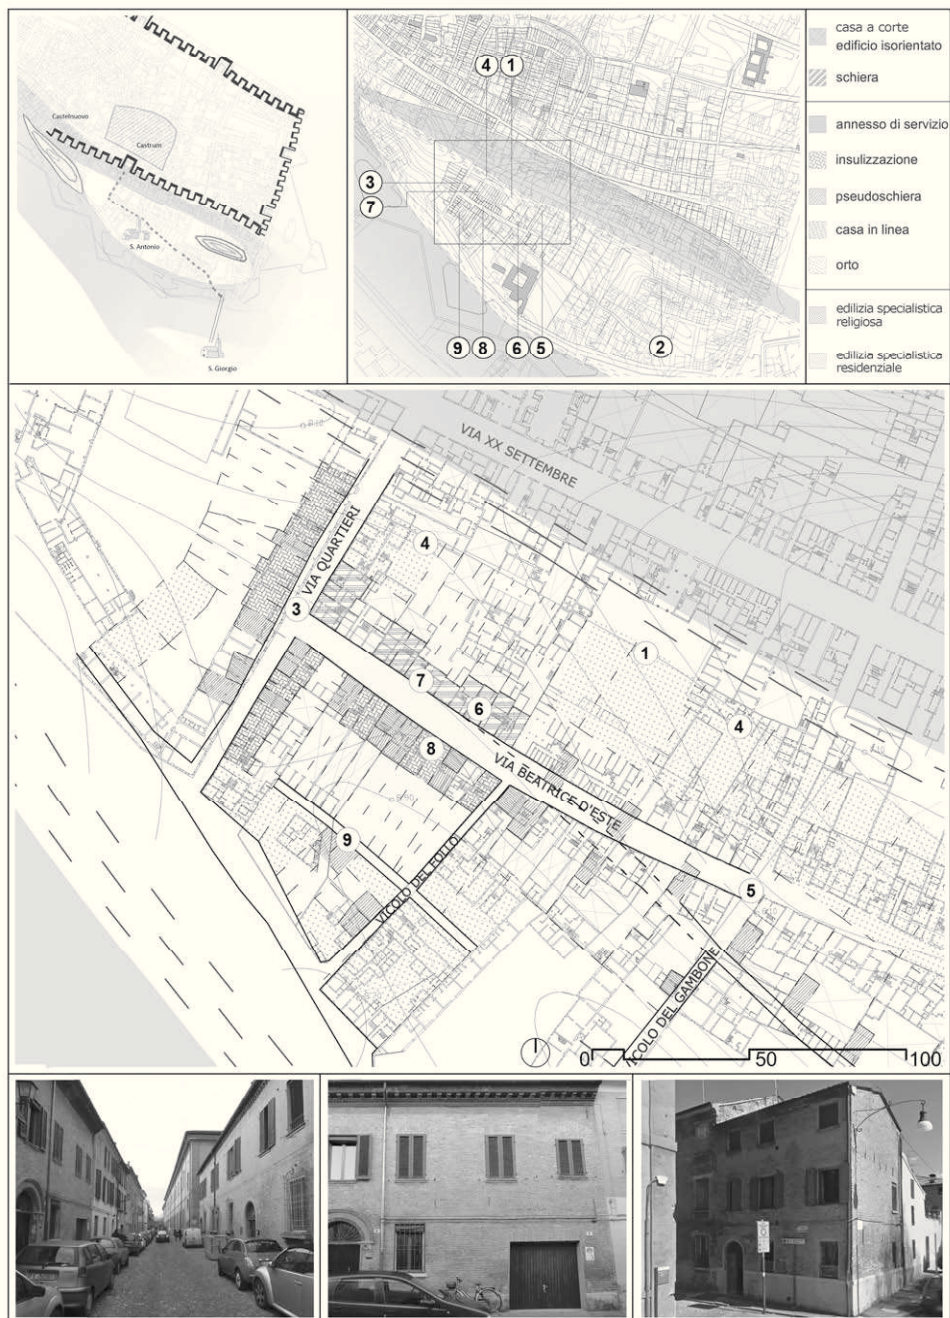 Castelnuovo
Castrum
S. Antonio
S. Giorgio
4
1
3
7
9
8
6
5
2
casa a corte
edificio isorientato
schiera
annesso di servizio
insulizzazione
pseudoschiera
casa in linea
orto
edilizia specialistica
religiosa
edilizia specialistica
residenziale
VIA XX SETTEMBRE
VIA QUARTIERI
4
3
1
7
6
4
8
VIA BEATRICE D'ESTE
9
VICOLO DEL FOLLO
5
VICOLO DEL GAMBONE
0
50
100